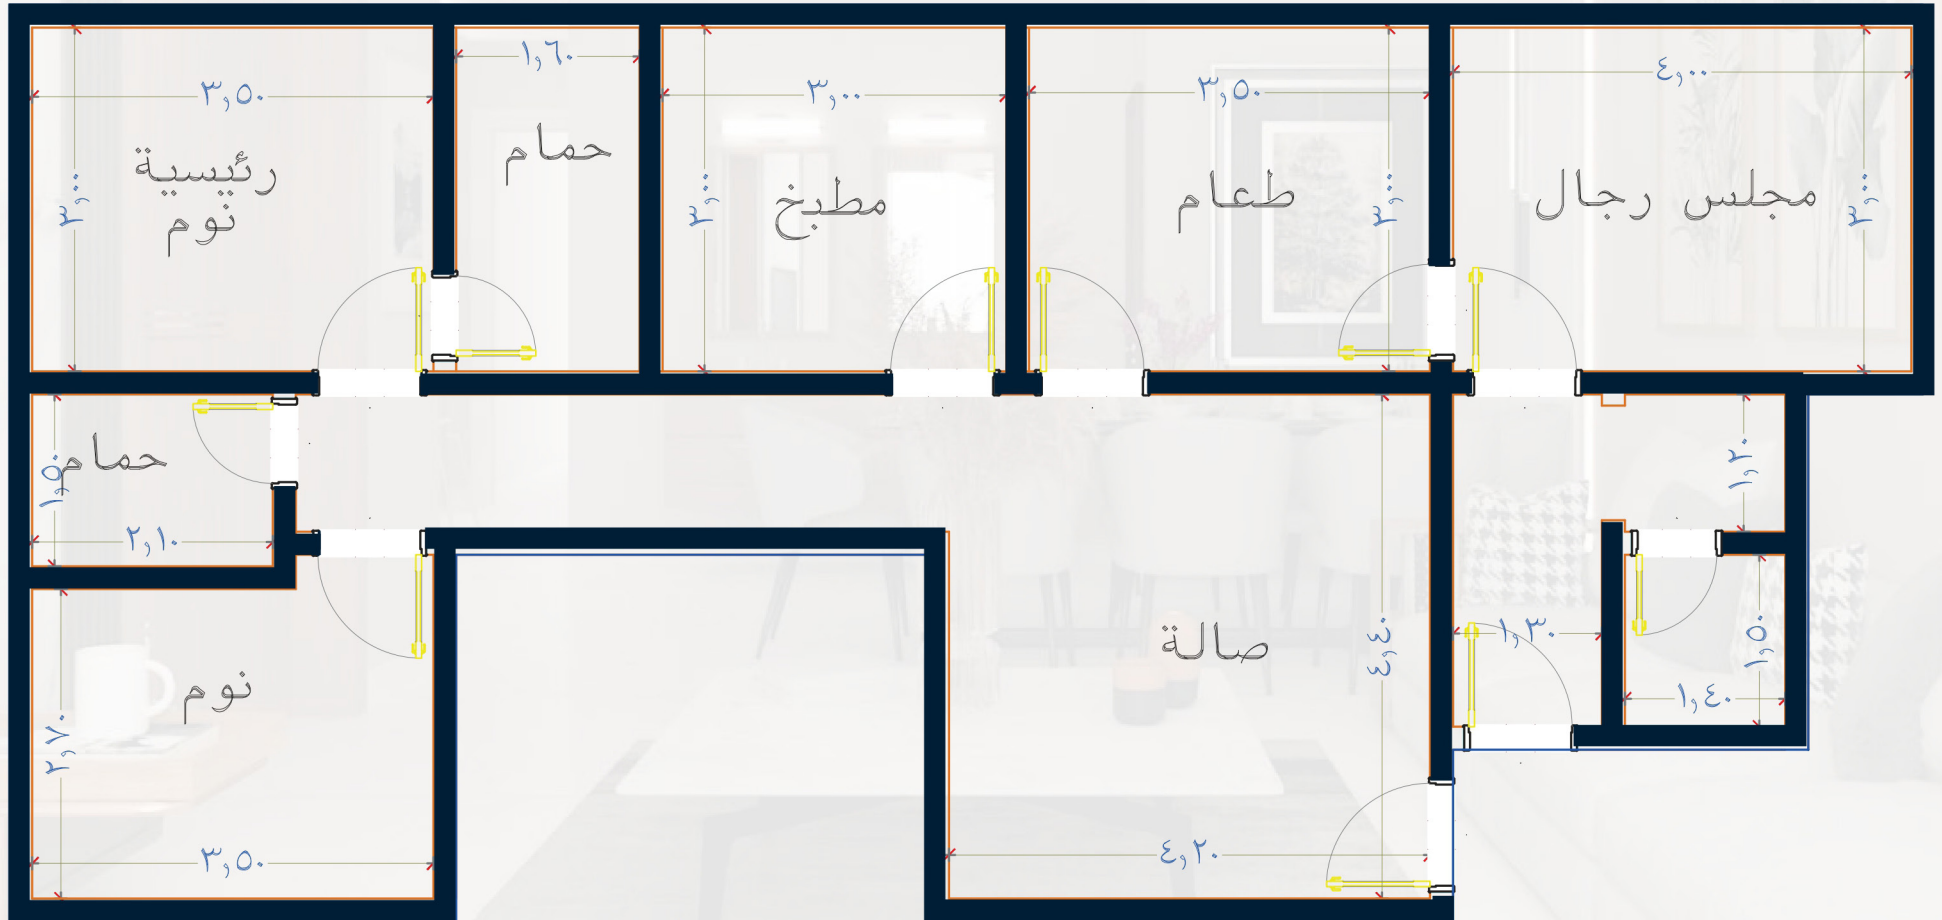 ١,٦٠
٤,٠٠
٣,٥٠
٣,٠٠
٣,٥٠
حمام
رئيسية
نوم
مطبخ
طعام
مجلس رجال
٣,٠٠
٣,٠٠
٣,٠٠
٣,٠٠
حمام
١,٥٠
٢,١٠
١,٢٠
صالة
٤,٤٠
١,٣٠
١,٥٠
١,٤٠
نوم
٢,٧٠
٣,٥٠
٤,٢٠